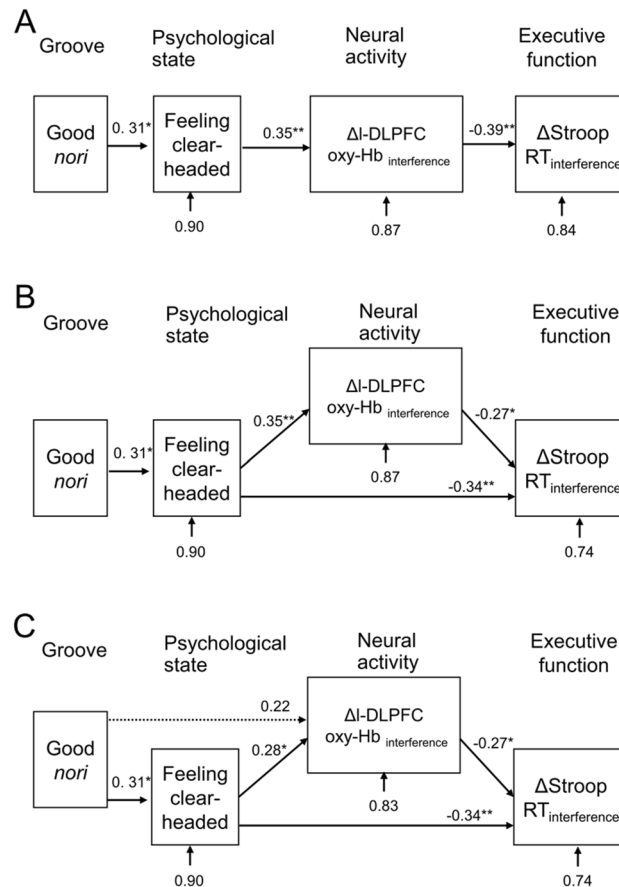 A
Groove
Psychological
state
Neural
activity
Executive
function
Good
nori
0. 31*
Feeling
clear-
headed
0.35**
Δl-DLPFC
oxy-Hb interference
-0.39**
ΔStroop
RTinterference
0.90
0.87
0.84
B
Groove
Psychological
state
Neural
activity
Executive
function
Good
nori
0. 31*
Feeling
clear-
headed
0.35**
Δl-DLPFC
oxy-Hb interference
-0.27*
-0.34**
ΔStroop
RTinterference
0.90
0.87
0.74
C
Groove
Psychological
state
Neural
activity
Executive
function
Good
nori
0.22
0. 31*
Feeling
clear-
headed
0.28*
Δl-DLPFC
oxy-Hb interference
-0.27*
-0.34**
ΔStroop
RTinterference
0.90
0.83
0.74